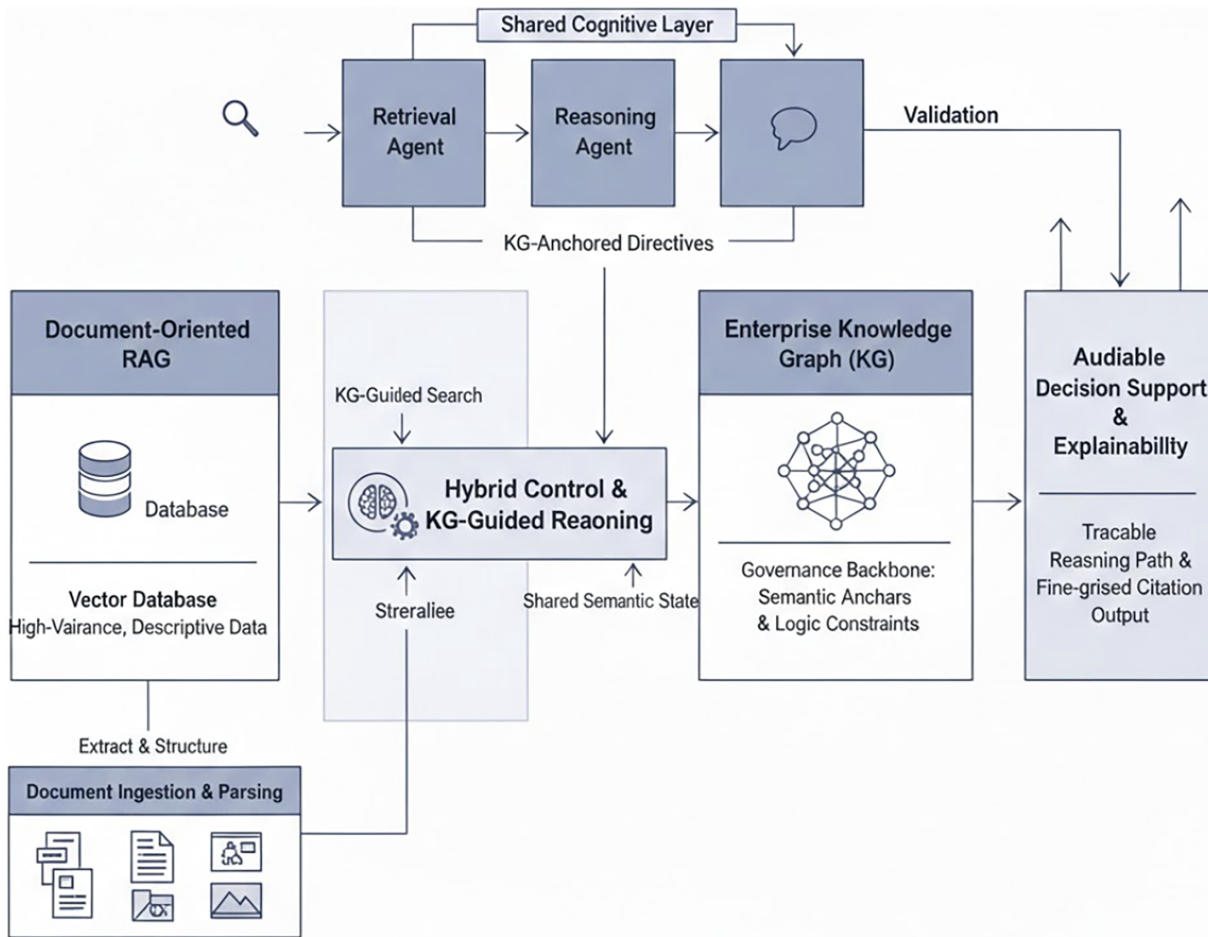 Shared Cognitive Layer
Retrieval
Agent
Reasoning
Agent
Validation
KG-Anchored Directives
Document-Oriented
RAG
Database
Vector Database
High-Vairance, Descriptive Data
KG-Guided Search
Hybrid Control &
KG-Guided Reaoning
Streraliee
Shared Semantic State
Enterprise Knowledge
Graph (KG)
Governance Backbone:
Semantic Anchars
& Logic Constraints
Audiable
Decision Support
&
Explainability
Tracable
Reasning Path &
Fine-grised Citation
Output
Extract & Structure
Document Ingestion & Parsing